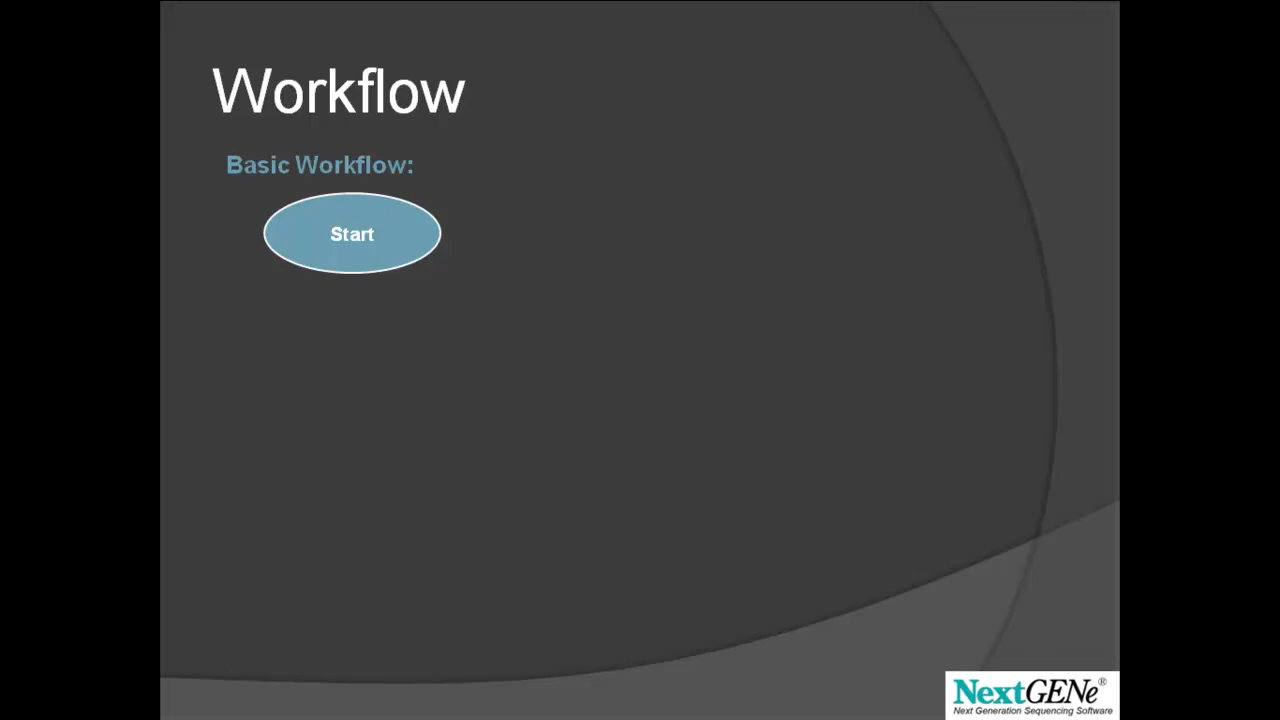 Workflow
Basic Workflow:
Start
NextGENe®
Next Generation Sequencing Software